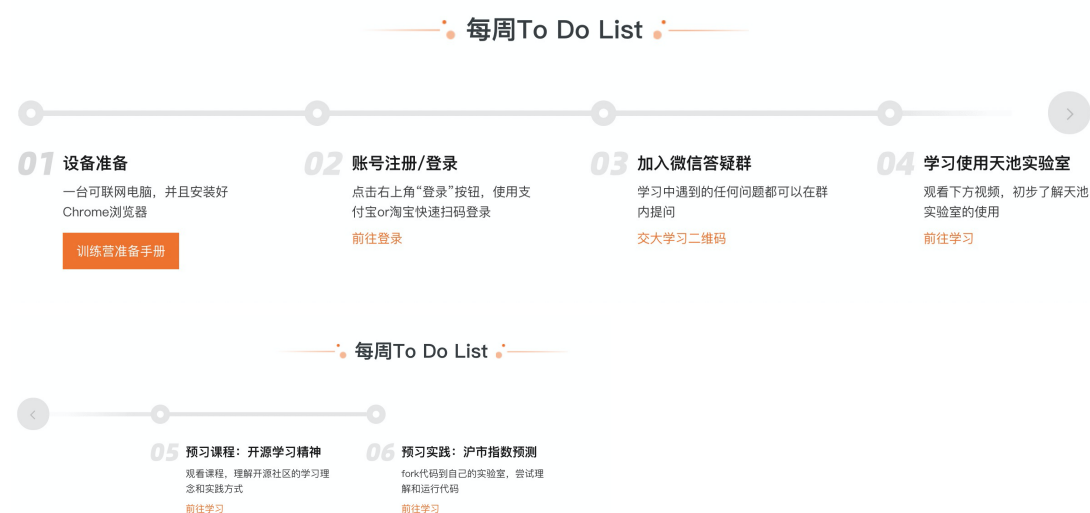 每周To Do List
01 设备准备
一台可联网电脑，并且安装好
Chrome浏览器
训练营准备手册
02 账号注册/登录
点击右上角“登录”按钮，使用支
付宝or淘宝快速扫码登录
前往登录
03 加入微信答疑群
学习中遇到的任何问题都可以在群
内提问
交大学习二维码
04 学习使用天池实验室
观看下方视频，初步了解天池
实验室的使用
前往学习
每周To Do List
05 预习课程：开源学习精神
观看课程，理解开源社区的学习理
念和实践方式
前往学习
06 预习实践：沪市指数预测
fork代码到自己的实验室，尝试理
解和运行代码
前往学习